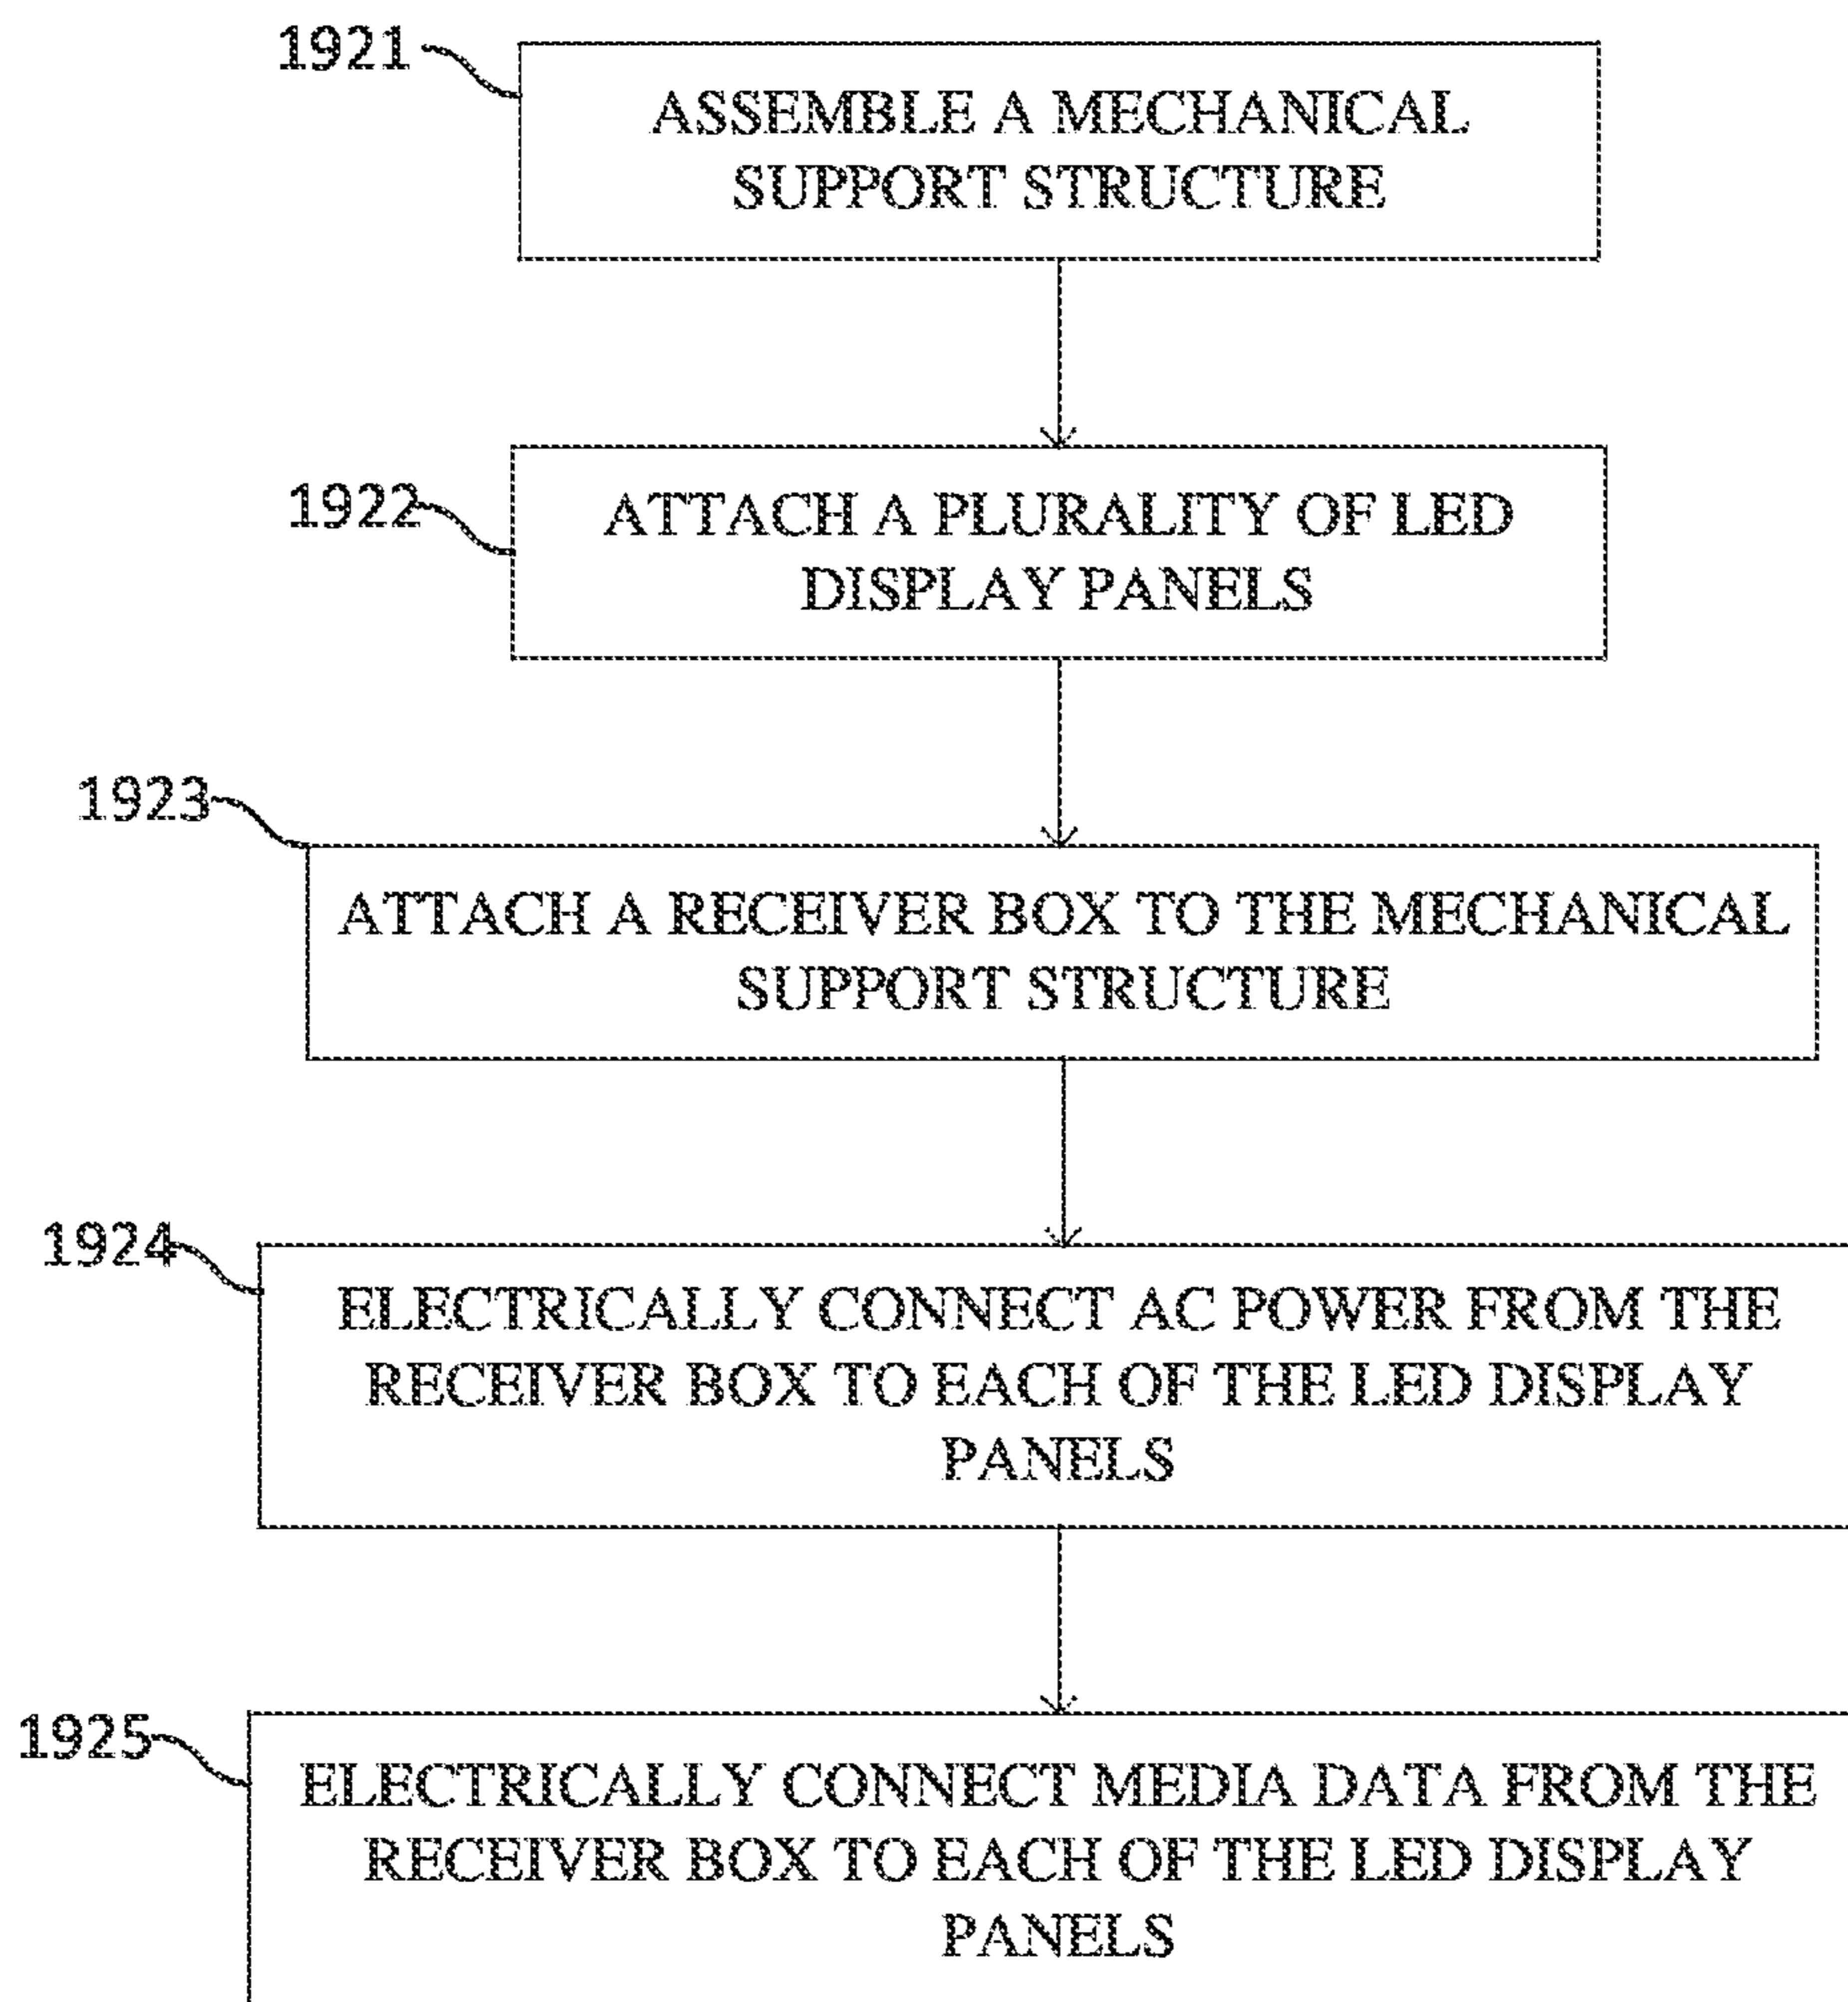 1921
ASSEMBLE A MECHANICAL
SUPPORT STRUCTURE
1922
ATTACH A PLURALITY OF LED
DISPLAY PANELS
1923
ATTACH A RECEIVER BOX TO THE MECHANICAL
SUPPORT STRUCTURE
1924
ELECTRICALLY CONNECT AC POWER FROM THE
RECEIVER BOX TO EACH OF THE LED DISPLAY
PANELS
1925
ELECTRICALLY CONNECT MEDIA DATA FROM THE
RECEIVER BOX TO EACH OF THE LED DISPLAY
PANELS